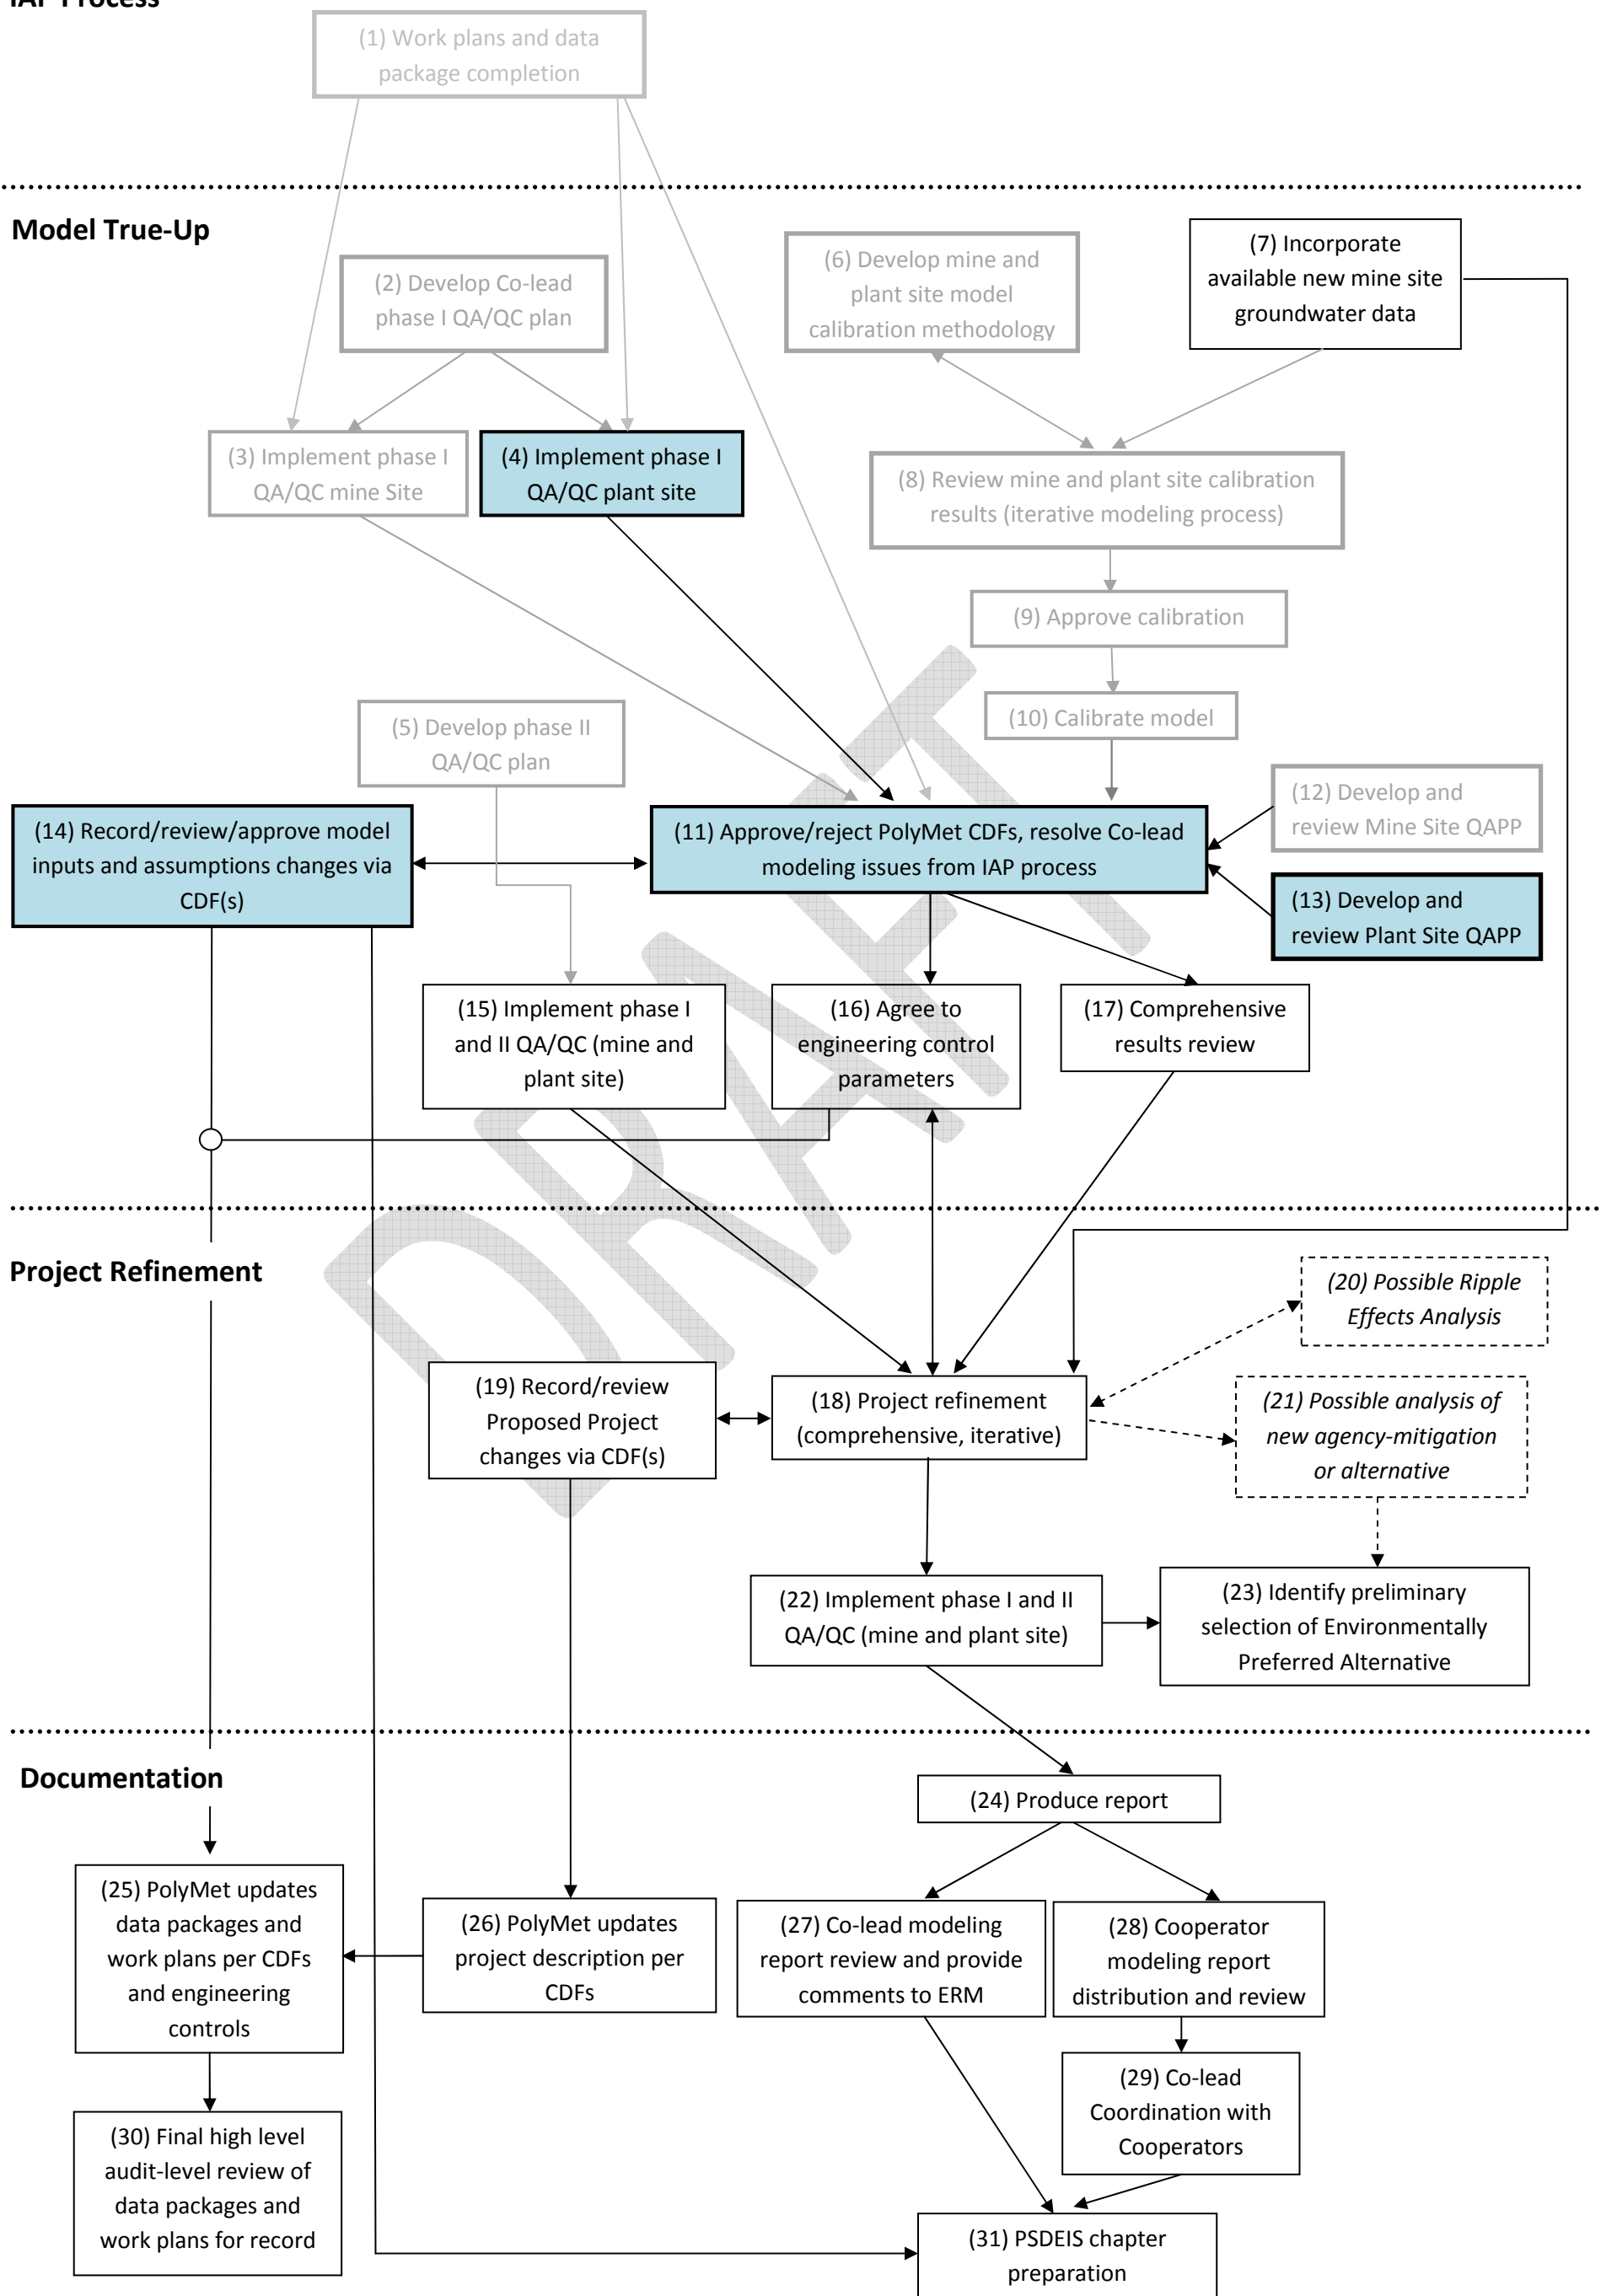 IAP Process
(1) Work plans and data
package completion
Model True-Up
(2) Develop Co-lead
phase I QA/QC plan
(6) Develop mine and
plant site model
calibration methodology
(7) Incorporate
available new mine site
groundwater data
(3) Implement phase I
QA/QC mine Site
(4) Implement phase I
QA/QC plant site
(8) Review mine and plant site calibration
results (iterative modeling process)
(9) Approve calibration
(5) Develop phase II
QA/QC plan
(10) Calibrate model
(14) Record/review/approve model
inputs and assumptions changes via
CDF(s)
(11) Approve/reject PolyMet CDFs, resolve Co-lead
modeling issues from IAP process
(12) Develop and
review Mine Site QAPP
(13) Develop and
review Plant Site QAPP
(15) Implement phase I
and II QA/QC (mine and
plant site)
(16) Agree to
engineering control
parameters
(17) Comprehensive
results review
DRAFT
Project Refinement
(20) Possible Ripple
Effects Analysis
(19) Record/review
Proposed Project
changes via CDF(s)
(18) Project refinement
(comprehensive, iterative)
(21) Possible analysis of
new agency-mitigation
or alternative
(22) Implement phase I and II
QA/QC (mine and plant site)
(23) Identify preliminary
selection of Environmentally
Preferred Alternative
Documentation
(24) Produce report
(25) PolyMet updates
data packages and
work plans per CDFs
and engineering
controls
(26) PolyMet updates
project description per
CDFs
(27) Co-lead modeling
report review and provide
comments to ERM
(28) Cooperator
modeling report
distribution and review
(29) Co-lead
Coordination with
Cooperators
(30) Final high level
audit-level review of
data packages and
work plans for record
(31) PSDEIS chapter
preparation